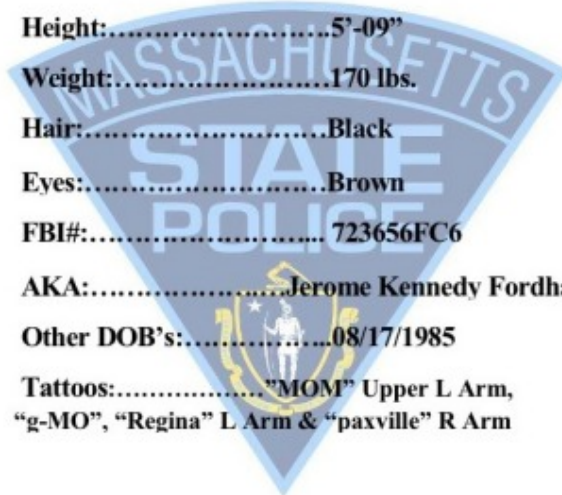 Height:……………………….5’-09”
MASSACHUSETTS
Weight:……………………170 lbs.
Hair:………………………Black
STATE
Eyes:………………………Brown
POLICE
FBI#:……………………... 723656FC6
AKA:………………….…Jerome Kennedy
Other DOB’s:……………..08/17/1985
Tattoos:………………”MOM” Upper L Arm,
“g-MO”, “Regina” L Arm & “paxville” R Arm